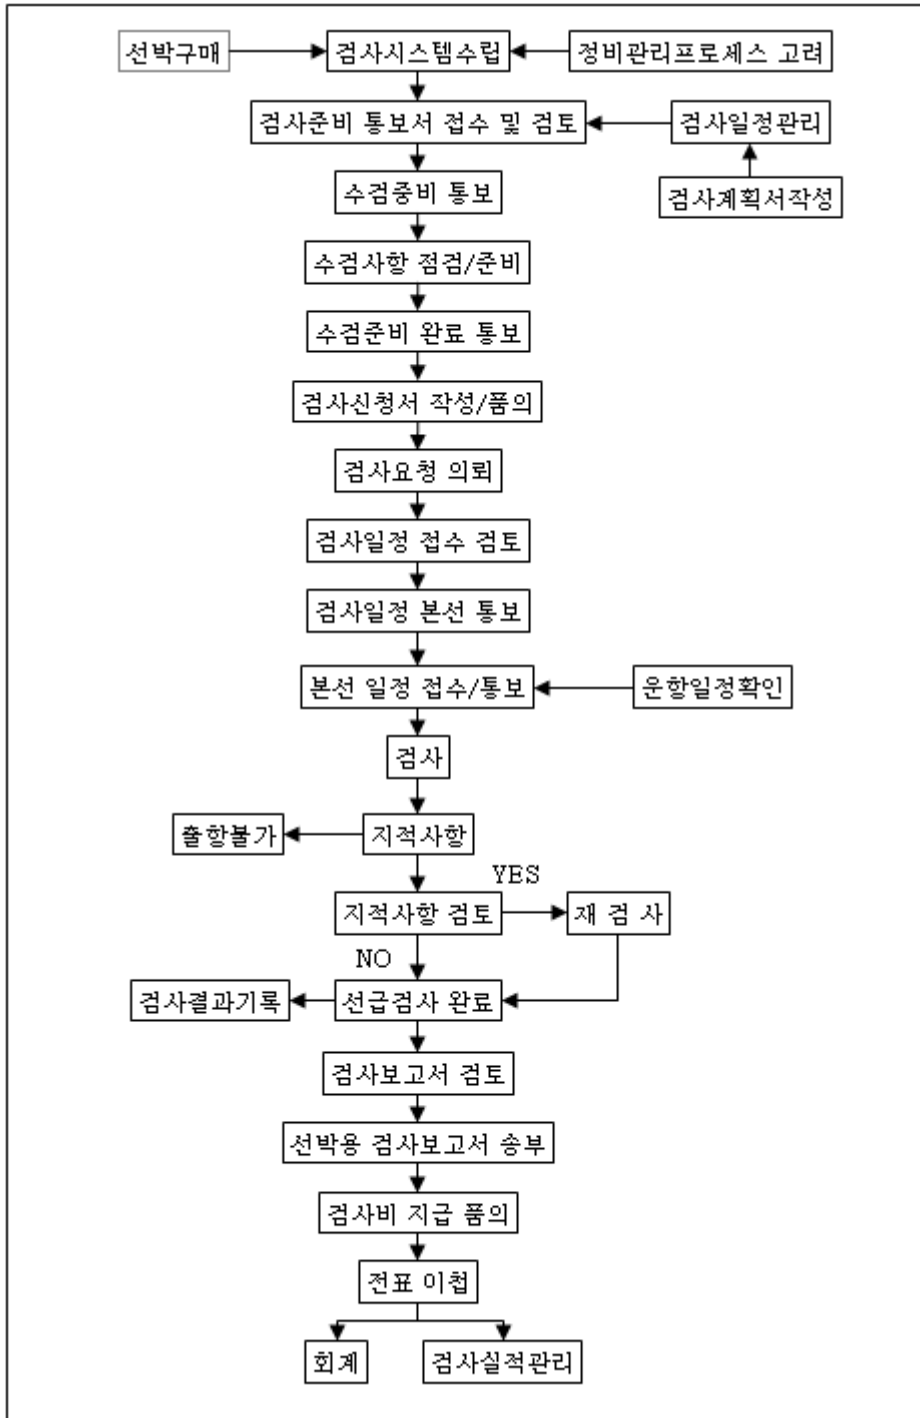 선박구매
검사시스템수립
정비관리프로세스 고려
검사준비 통보서 접수 및 검토
검사일정관리
수검중비 통보
검사계획서작성
수검사항 점검/준비
수검준비 완료 통보
검사신청서 작성/품의
검사요청 의뢰
검사일정 접수 검토
검사일정 본선 통보
본선 일정 접수/통보
운항일정확인
검사
출항불가
지적사항
YES
지적사항 검토
재 검 사
NO
검사결과기록
선급검사 완료
검사보고서 검토
선박용 검사보고서 송부
검사비 지급 품의
전표 이첩
회계
검사실적관리